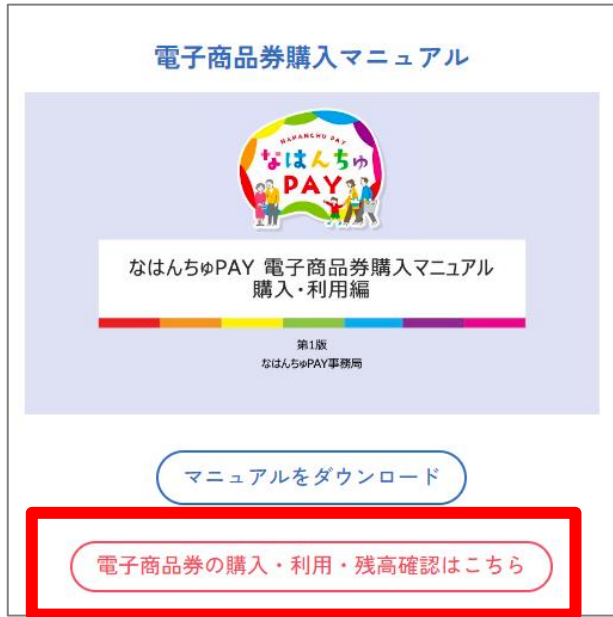 電子商品券購入マニュアル
NAHANCHU PAY
なはんちゅ
PAY
なはんちゅPAY 電子商品券購入マニュアル
購入・利用編
第1版
なはんちゅPAY事務局
マニュアルをダウンロード
電子商品券の購入・利用・残高確認はこちら